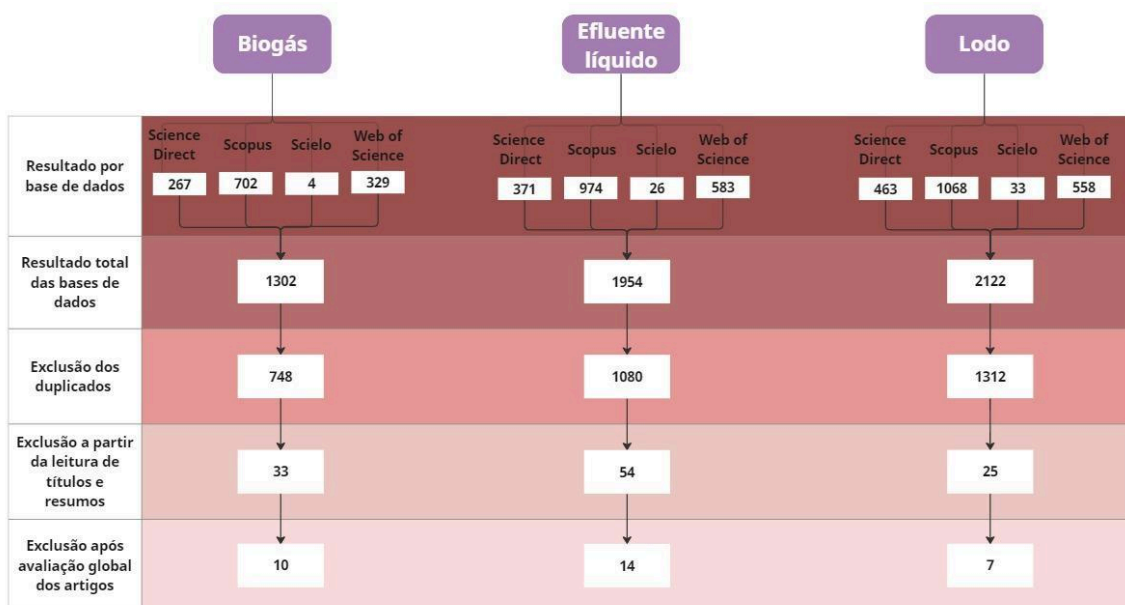 Biogás
Efluente
líquido
Lodo
Resultado por
base de dados
Science
Direct
Scopus
Scielo
Web of
Science
267
702
4
329
Science
Direct
Scopus
Scielo
Web of
Science
371
974
26
583
Science
Direct
Scopus
Scielo
Web of
Science
463
1068
33
558
Resultado total
das bases de
dados
1302
1954
2122
Exclusão dos
duplicados
748
1080
1312
Exclusão a partir
da leitura de
títulos e
resumos
33
54
25
Exclusão após
avaliação global
dos artigos
10
14
7